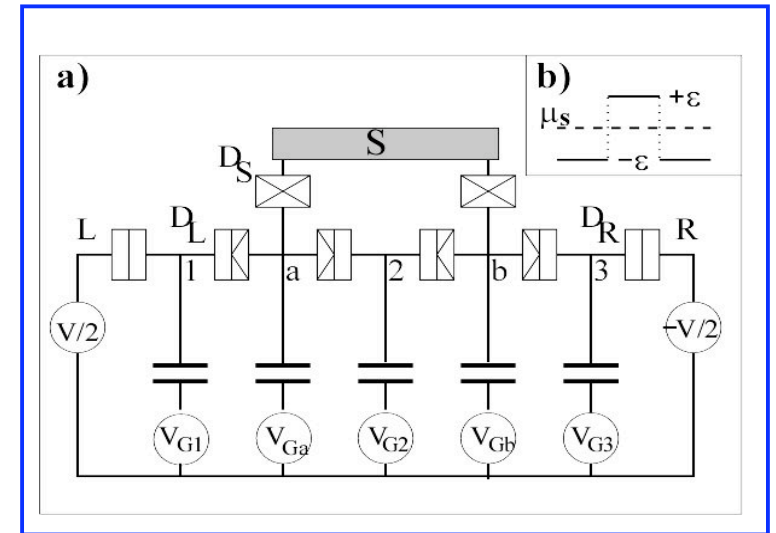 a)
b)
S
+ε
μs
−ε
DS
L
DL
DR
R
1
a
2
b
3
V/2
−V/2
VG1
VGa
VG2
VGb
VG3